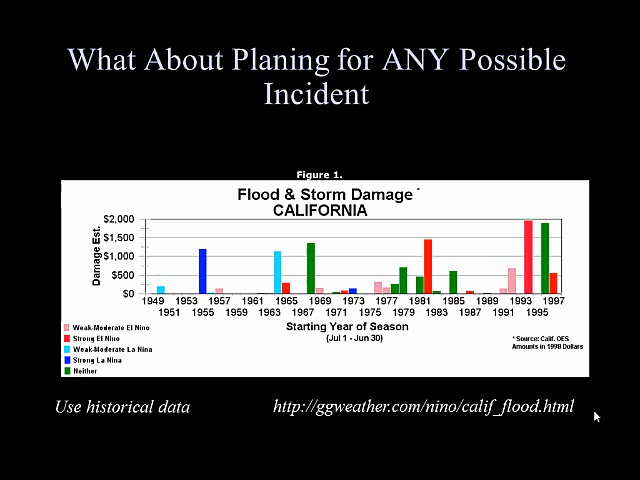 What About Planing for ANY Possible
Incident
Figure 1.
Flood & Storm Damage *
CALIFORNIA
Damage Est.
$2,000
$1,500
$1,000
$500
$0
1949 1953 1957 1961 1965 1969 1973 1977 1981 1985 1989 1993 1997
1951 1955 1959 1963 1967 1971 1975 1979 1983 1987 1991 1995
Starting Year of Season
(Jul 1 - Jun 30)
Weak-Moderate El Nino
Strong El Nino
Weak-Moderate La Nina
Strong La Nina
Neither
* Source: Calif. OES
Amounts in 1998 Dollars
Use historical data
http://ggweather.com/nino/calif_flood.html